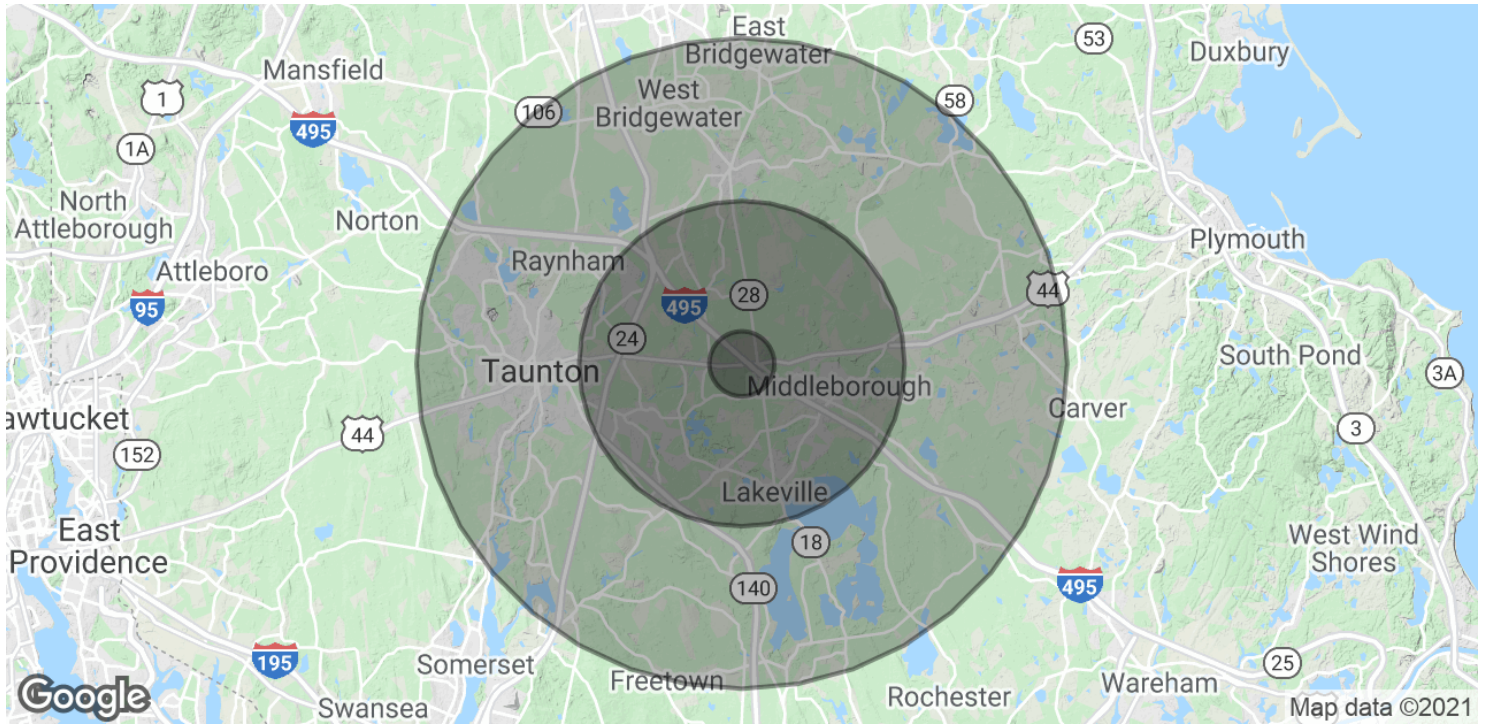 East
Bridgewater
53
Duxbury
Mansfield
1
West
Bridgewater
106
58
495
1A
North
Attleborough
Norton
Plymouth
Raynham
Attleboro
95
495
28
44
24
South Pond
Taunton
Middleborough
3A
Carver
awtucket
44
3
152
Lakeville
East
Providence
18
West Wind
Shores
140
495
195
Somerset
25
Freetown
Rochester
Wareham
Google
Swansea
Map data ©2021